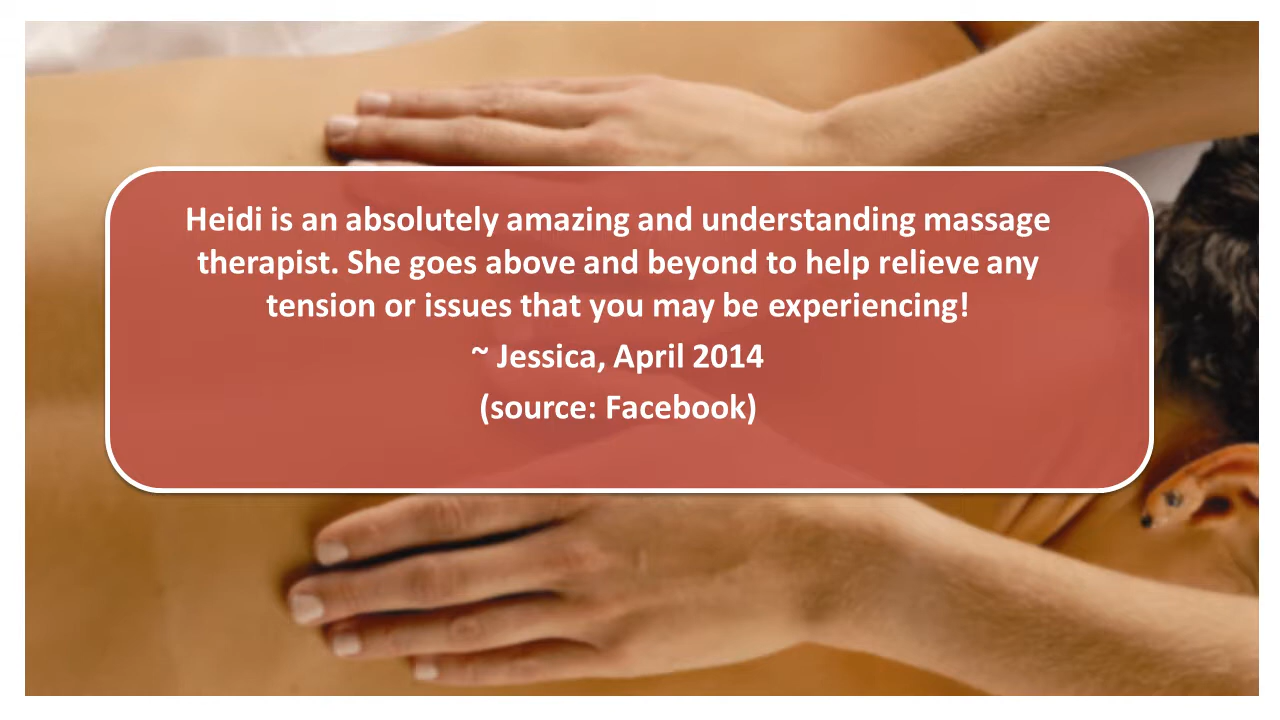 Heidi is an absolutely amazing and understanding massage
therapist. She goes above and beyond to help relieve any
tension or issues that you may be experiencing!
~ Jessica, April 2014
(source: Facebook)